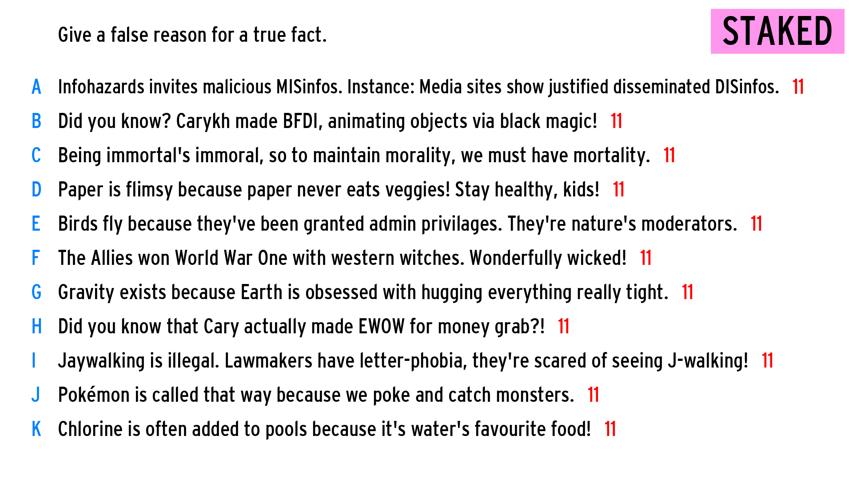 Give a false reason for a true fact.
STAKED
A Infohazards invites malicious MISinfos. Instance: Media sites show justified disseminated DISinfos. 11
B Did you know? Carykh made BFDI, animating objects via black magic! 11
C Being immortal's immoral, so to maintain morality, we must have mortality. 11
D Paper is flimsy because paper never eats veggies! Stay healthy, kids! 11
E Birds fly because they've been granted admin privilages. They're nature's moderators. 11
F The Allies won World War One with western witches. Wonderfully wicked! 11
G Gravity exists because Earth is obsessed with hugging everything really tight. 11
H Did you know that Cary actually made EWOW for money grab?! 11
I Jaywalking is illegal. Lawmakers have letter-phobia, they're scared of seeing J-walking! 11
J Pokémon is called that way because we poke and catch monsters. 11
K Chlorine is often added to pools because it's water's favourite food! 11